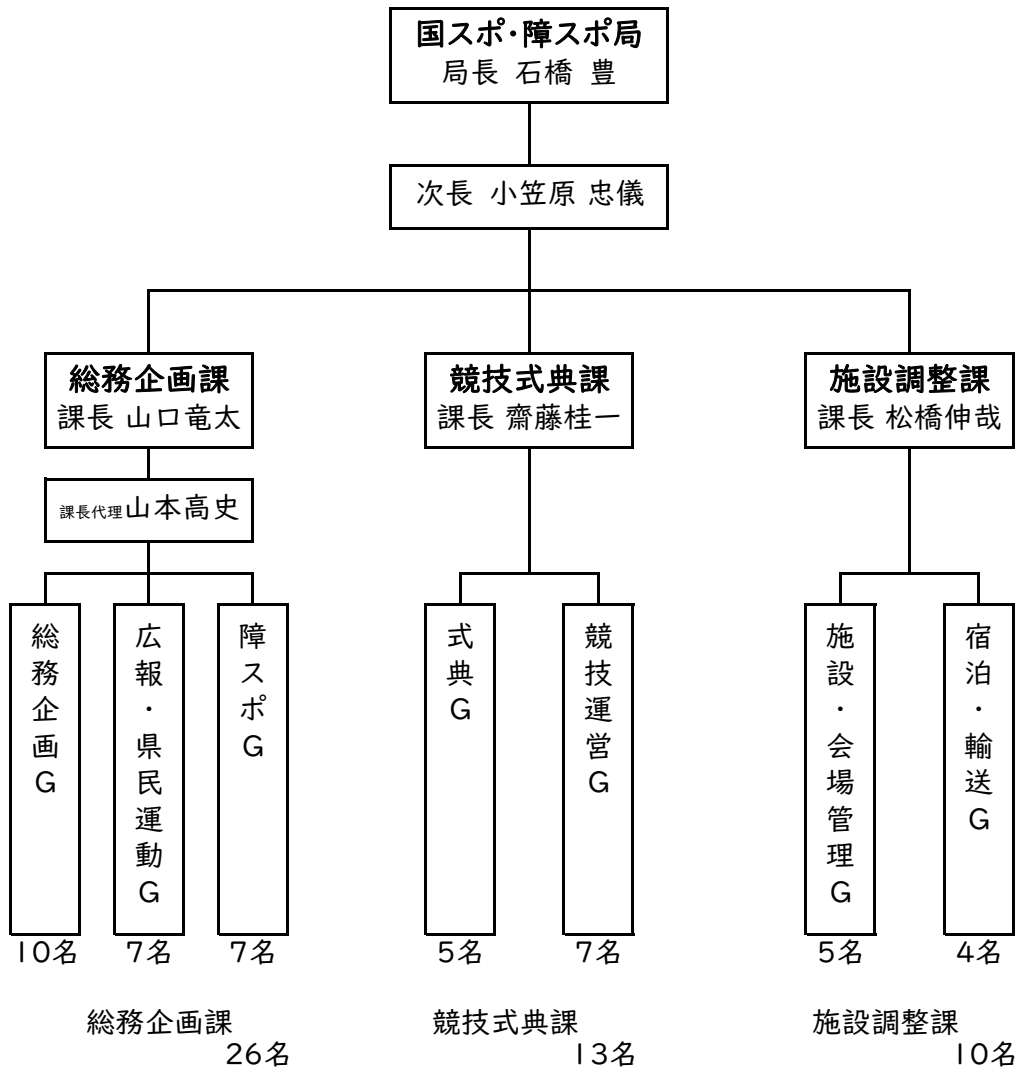 国スポ・障スポ局
局長 石橋 豊
次長 小笠原 忠儀
総務企画課
課長 山口竜太
課長代理山本高史
競技式典課
課長 齋藤桂一
施設調整課
課長 松橋伸哉
総務企画G
広報・県民運動G
障スポG
式典G
競技運営G
施設・会場管理G
宿泊・輸送G
10名
7名
7名
5名
7名
5名
4名
総務企画課
26名
競技式典課
13名
施設調整課
10名